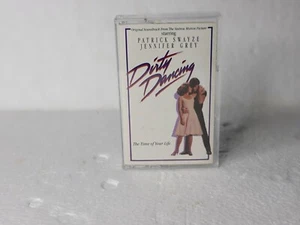 Original Soundtrack From The Vestron Motion Picture
starring
PATRICK SWAYZE
JENNIFER GREY
Dirty
Dancing
The Time of Your Life